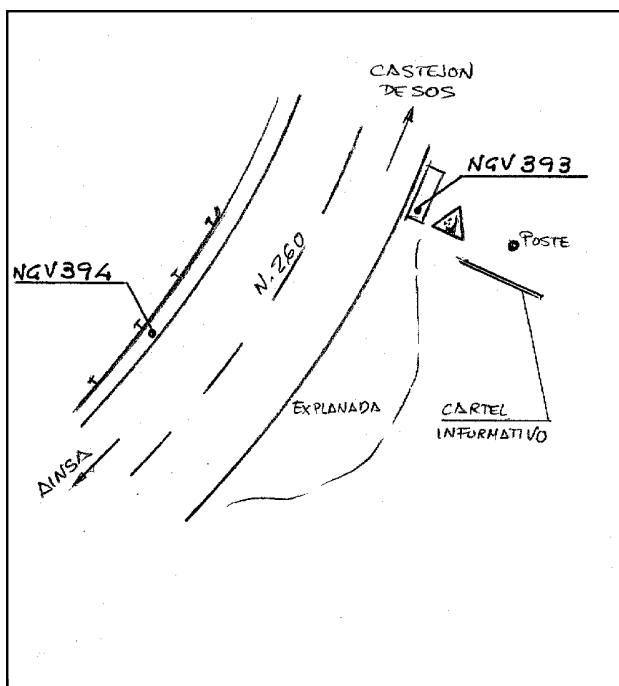 CASTEJON
DE SOS
NGV393
POSTE
N.260
NGV394
EXPLANADA
CARTEL
INFORMATIVO
AINSA